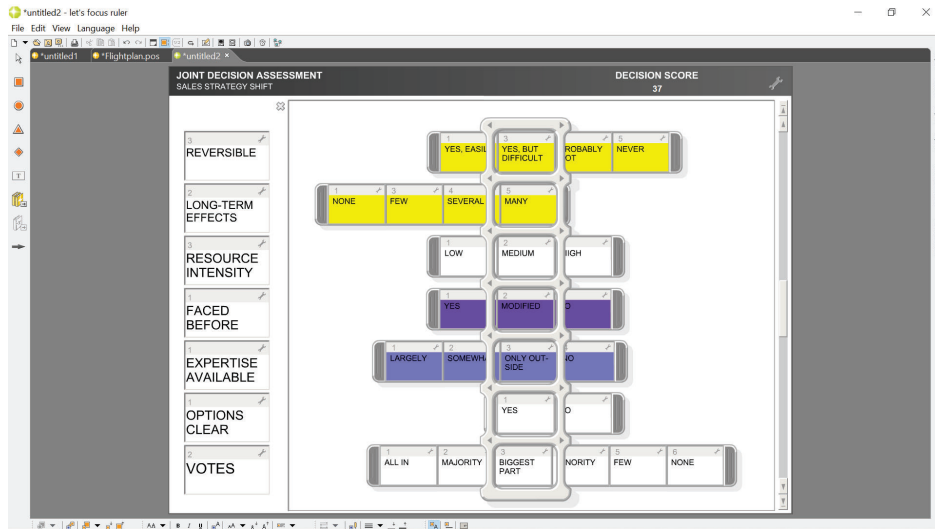 *untitled2 - let's focus ruler
File Edit View Language Help
*untitled1 *Flightplan.pos *untitled2 ×
JOINT DECISION ASSESSMENT
SALES STRATEGY SHIFT
DECISION SCORE
37
3
REVERSIBLE
1 3 5
YES, EASIL YES, BUT DIFFICULT ROBABLY OT NEVER
2
LONG-TERM
EFFECTS
1 3 4 5
NONE FEW SEVERAL MANY
3
RESOURCE
INTENSITY
1 2
LOW MEDIUM HIGH
1
FACED
BEFORE
1 2
YES MODIFIED O
1
EXPERTISE
AVAILABLE
1 2 3
LARGELY SOMEWH ONLY OUT-
SIDE NO
1
OPTIONS
CLEAR
1
YES O
2
VOTES
1 2 3 5 6
ALL IN MAJORITY BIGGEST
PART NORITY FEW NONE
T
AA B I U